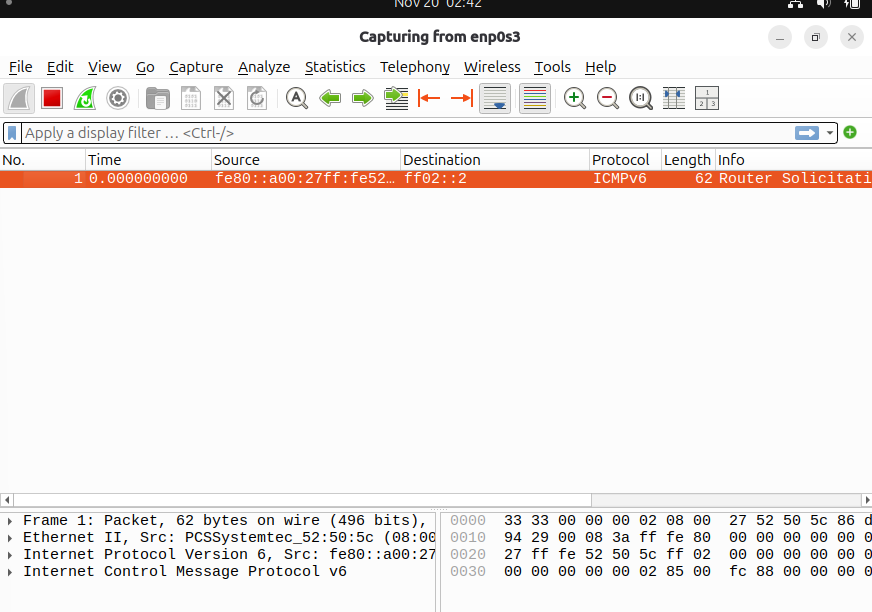 Nov 20 02:42
Capturing from enp0s3
File Edit View Go Capture Analyze Statistics Telephony Wireless Tools Help
Apply a display filter … <Ctrl-/>
No. Time Source Destination Protocol Length Info
1 0.000000000 fe80::a00:27ff:fe52… ff02::2 ICMPv6 62 Router Solicitati
Frame 1: Packet, 62 bytes on wire (496 bits),
Ethernet II, Src: PCSSystemtec_52:50:5c (08:00
Internet Protocol Version 6, Src: fe80::a00:27
Internet Control Message Protocol v6
0000 33 33 00 00 00 02 08 00 27 52 50 5c 86 d
0010 94 29 00 08 3a ff fe 80 00 00 00 00 00 0
0020 27 ff fe 52 50 5c ff 02 00 00 00 00 00 0
0030 00 00 00 00 00 02 85 00 fc 88 00 00 00 0